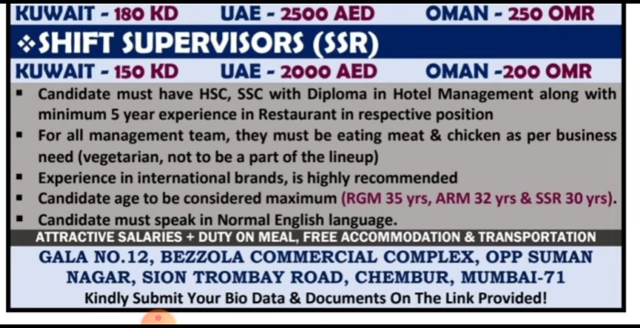 KUWAIT - 180 KD UAE - 2500 AED OMAN - 250 OMR
❖SHIFT SUPERVISORS (SSR)
KUWAIT - 150 KD UAE - 2000 AED OMAN -200 OMR
▪ Candidate must have HSC, SSC with Diploma in Hotel Management along with
minimum 5 year experience in Restaurant in respective position
▪ For all management team, they must be eating meat & chicken as per business
need (vegetarian, not to be a part of the lineup)
▪ Experience in international brands, is highly recommended
▪ Candidate age to be considered maximum (RGM 35 yrs, ARM 32 yrs & SSR 30 yrs).
▪ Candidate must speak in Normal English language.
ATTRACTIVE SALARIES + DUTY ON MEAL, FREE ACCOMMODATION & TRANSPORTATION
GALA NO.12, BEZZOLA COMMERCIAL COMPLEX, OPP SUMAN
NAGAR, SION TROMBAY ROAD, CHEMBUR, MUMBAI-71
Kindly Submit Your Bio Data & Documents On The Link Provided!